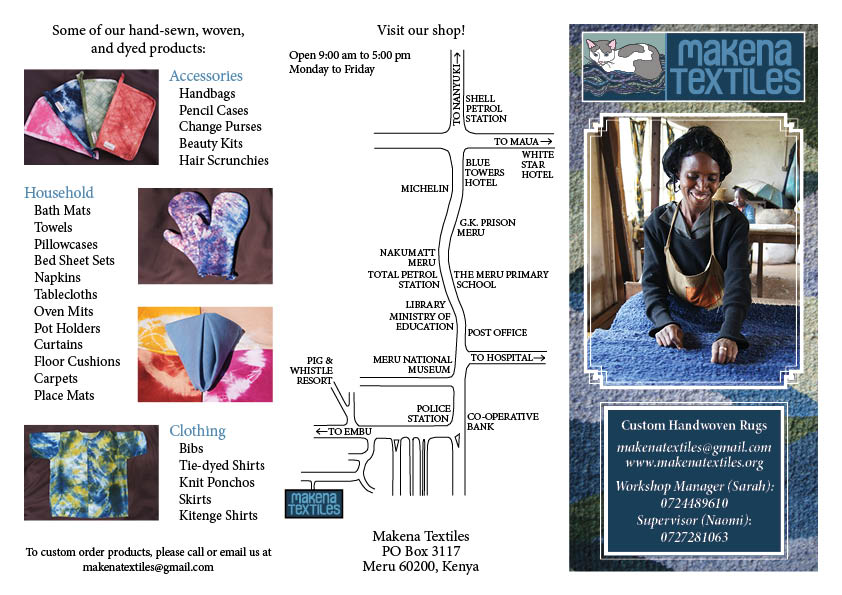 Some of our hand-sewn, woven,
and dyed products:
Accessories
Handbags
Pencil Cases
Change Purses
Beauty Kits
Hair Scrunchies
Household
Bath Mats
Towels
Pillowcases
Bed Sheet Sets
Napkins
Tablecloths
Oven Mits
Pot Holders
Curtains
Floor Cushions
Carpets
Place Mats
Clothing
Bibs
Tie-dyed Shirts
Knit Ponchos
Skirts
Kitenge Shirts
To custom order products, please call or email us at
makenatextiles@gmail.com
Visit our shop!
Open 9:00 am to 5:00 pm
Monday to Friday
TO NANYUKI→
SHELL
PETROL
STATION
TO MAUA→
WHITE
STAR
HOTEL
BLUE
TOWERS
HOTEL
MICHELIN
G.K. PRISON
MERU
NAKUMATT
MERU
TOTAL PETROL
STATION
THE MERU PRIMARY
SCHOOL
LIBRARY
MINISTRY OF
EDUCATION
POST OFFICE
PIG &
WHISTLE
RESORT
MERU NATIONAL
MUSEUM
TO HOSPITAL→
POLICE
STATION
CO-OPERATIVE
BANK
←TO EMBU
makena
TEXTILES
Makena Textiles
PO Box 3117
Meru 60200, Kenya
makena
TEXTILES
Custom Handwoven Rugs
makenatextiles@gmail.com
www.makenatextiles.org
Workshop Manager (Sarah):
0724489610
Supervisor (Naomi):
0727281063